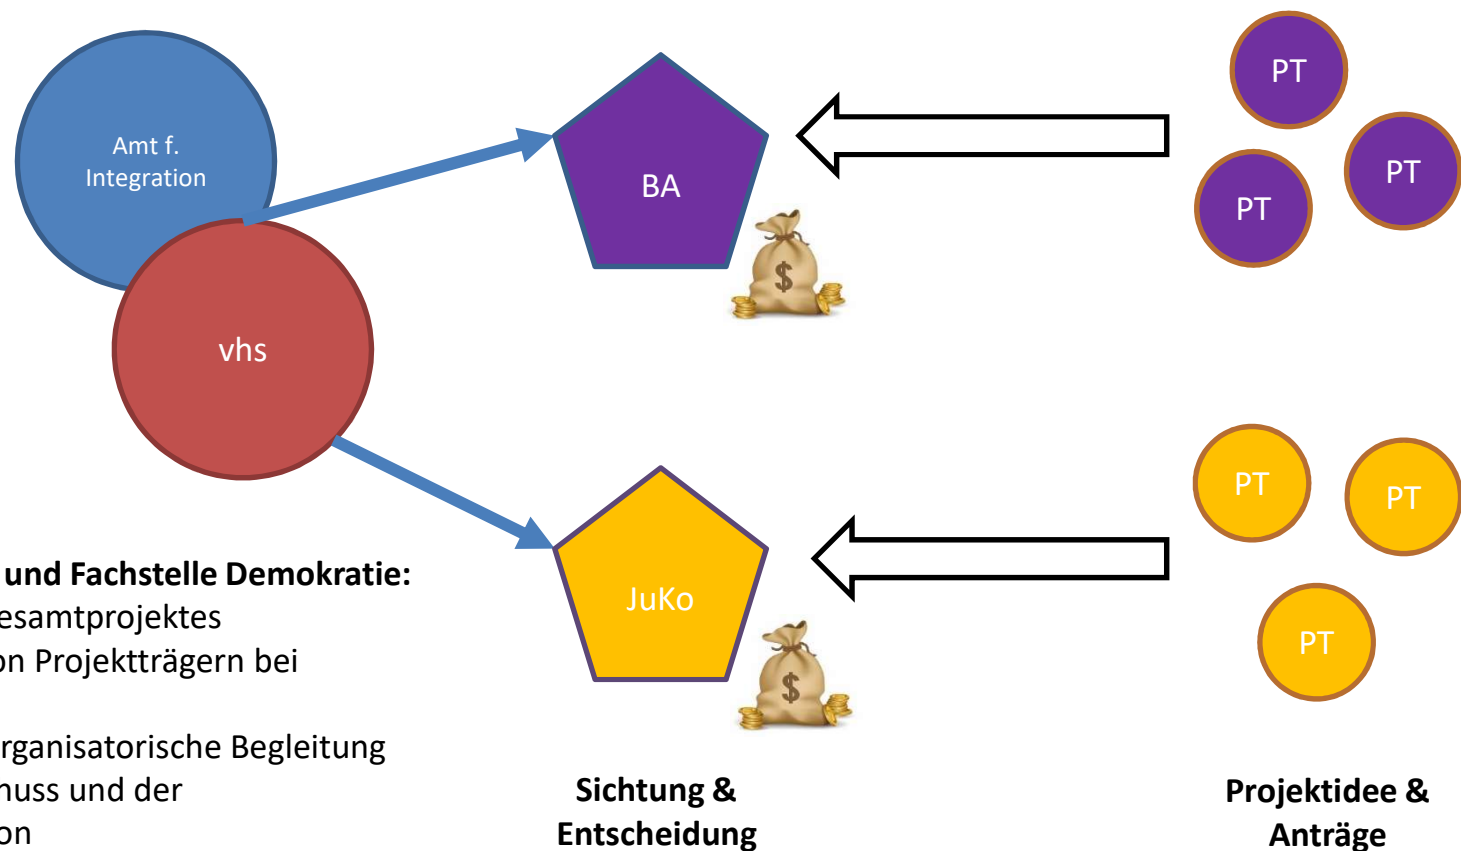 Amt f.
Integration
vhs
BA
$
PT
PT
PT
JuKo
$
PT
PT
PT
und Fachstelle Demokratie:
esamtprojektes
on Projektträgern bei
rganisatorische Begleitung
nuss und der
on
Sichtung &
Entscheidung
Projektidee &
Anträge